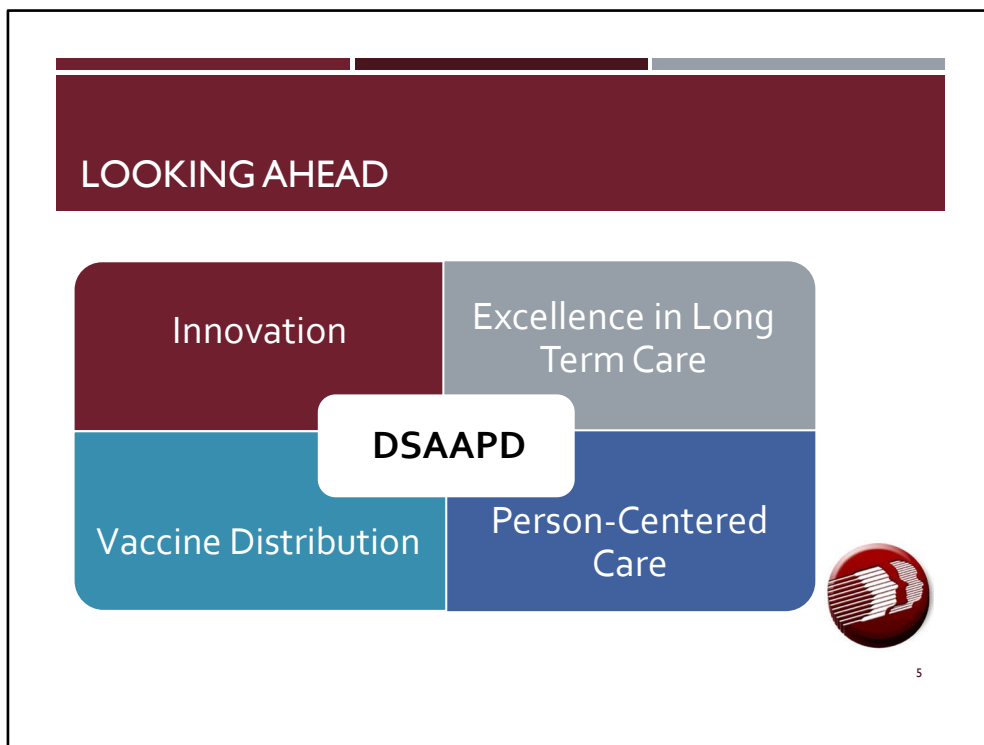 LOOKING AHEAD
Innovation
Excellence in Long
Term Care
DSAAPD
Vaccine Distribution
Person-Centered
Care
5